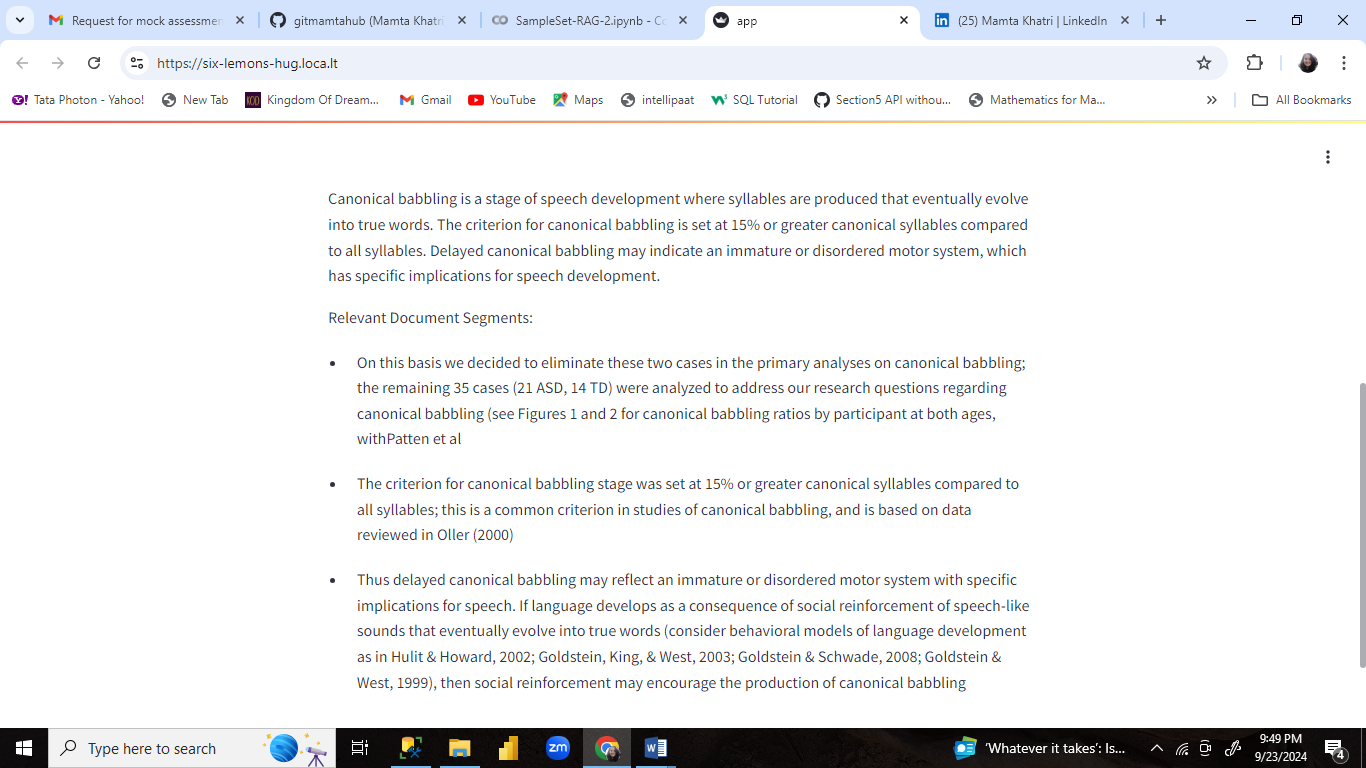 Request for mock assessmen
gitmamtahub (Mamta Khatri
SampleSet-RAG-2.ipynb - Co
app
(25) Mamta Khatri | LinkedIn
https://six-lemons-hug.loca.lt
Tata Photon - Yahoo!
New Tab
KOD
Kingdom Of Dream...
Gmail
YouTube
Maps
intellipaat
SQL Tutorial
Section5 API withou...
Mathematics for Ma...
»
All Bookmarks
Canonical babbling is a stage of speech development where syllables are produced that eventually evolve
into true words. The criterion for canonical babbling is set at 15% or greater canonical syllables compared
to all syllables. Delayed canonical babbling may indicate an immature or disordered motor system, which
has specific implications for speech development.
Relevant Document Segments:
• On this basis we decided to eliminate these two cases in the primary analyses on canonical babbling;
the remaining 35 cases (21 ASD, 14 TD) were analyzed to address our research questions regarding
canonical babbling (see Figures 1 and 2 for canonical babbling ratios by participant at both ages,
withPatten et al
• The criterion for canonical babbling stage was set at 15% or greater canonical syllables compared to
all syllables; this is a common criterion in studies of canonical babbling, and is based on data
reviewed in Oller (2000)
• Thus delayed canonical babbling may reflect an immature or disordered motor system with specific
implications for speech. If language develops as a consequence of social reinforcement of speech-like
sounds that eventually evolve into true words (consider behavioral models of language development
as in Hulit & Howard, 2002; Goldstein, King, & West, 2003; Goldstein & Schwade, 2008; Goldstein &
West, 1999), then social reinforcement may encourage the production of canonical babbling
Type here to search
zm
'Whatever it takes': Is...
9:49 PM
9/23/2024
4